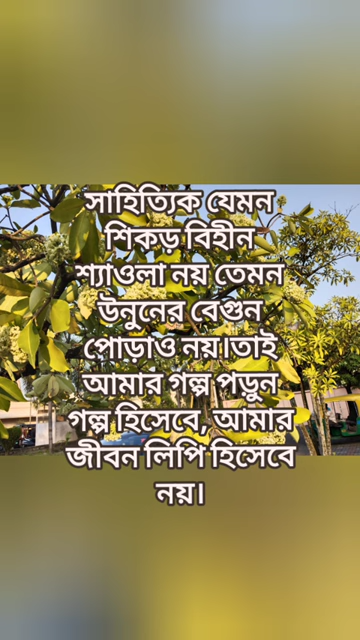 সাহিত্যিক যেমন
শিকড় বিহীন
শ্যাওলা নয় তেমন
উনুনের বেগুন
পোড়াও নয়।তাই
আমার গল্প পড়ুন
গল্প হিসেবে, আমার
জীবন লিপি হিসেবে
নয়।